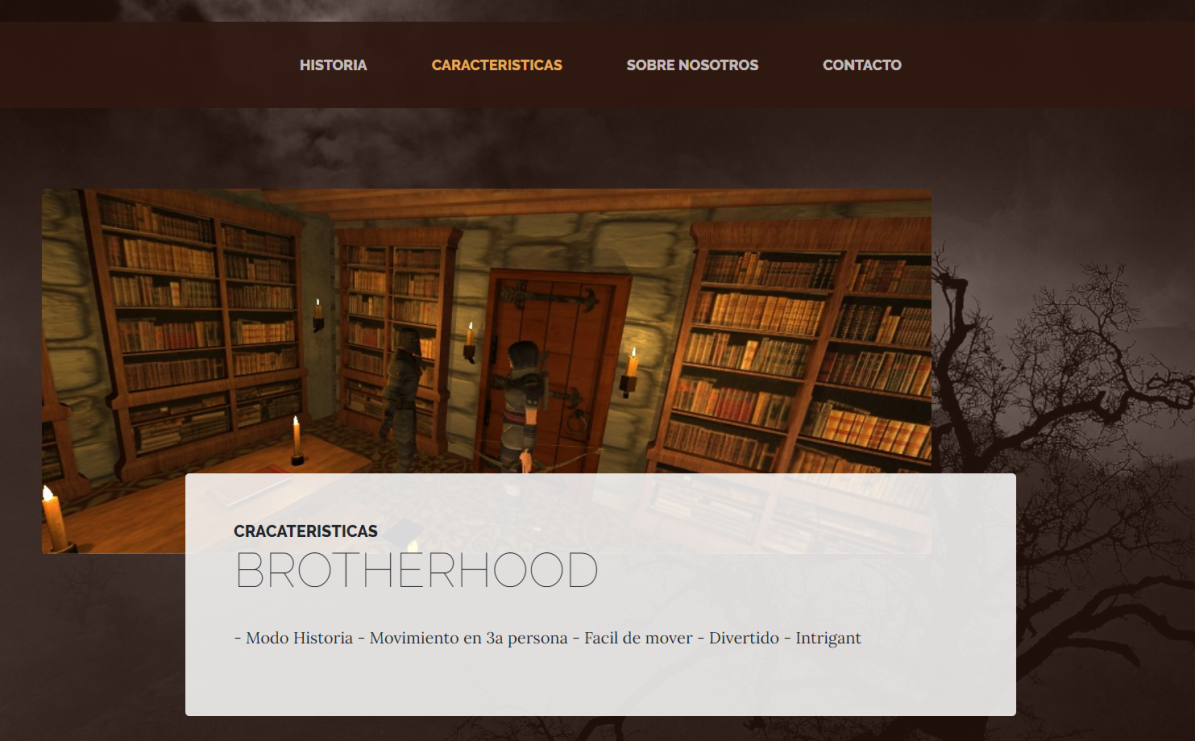 HISTORIA CARACTERISTICAS SOBRE NOSOTROS CONTACTO
CRACATERISTICAS
BROTHERHOOD
- Modo Historia - Movimiento en 3a persona - Facil de mover - Divertido - Intrigant